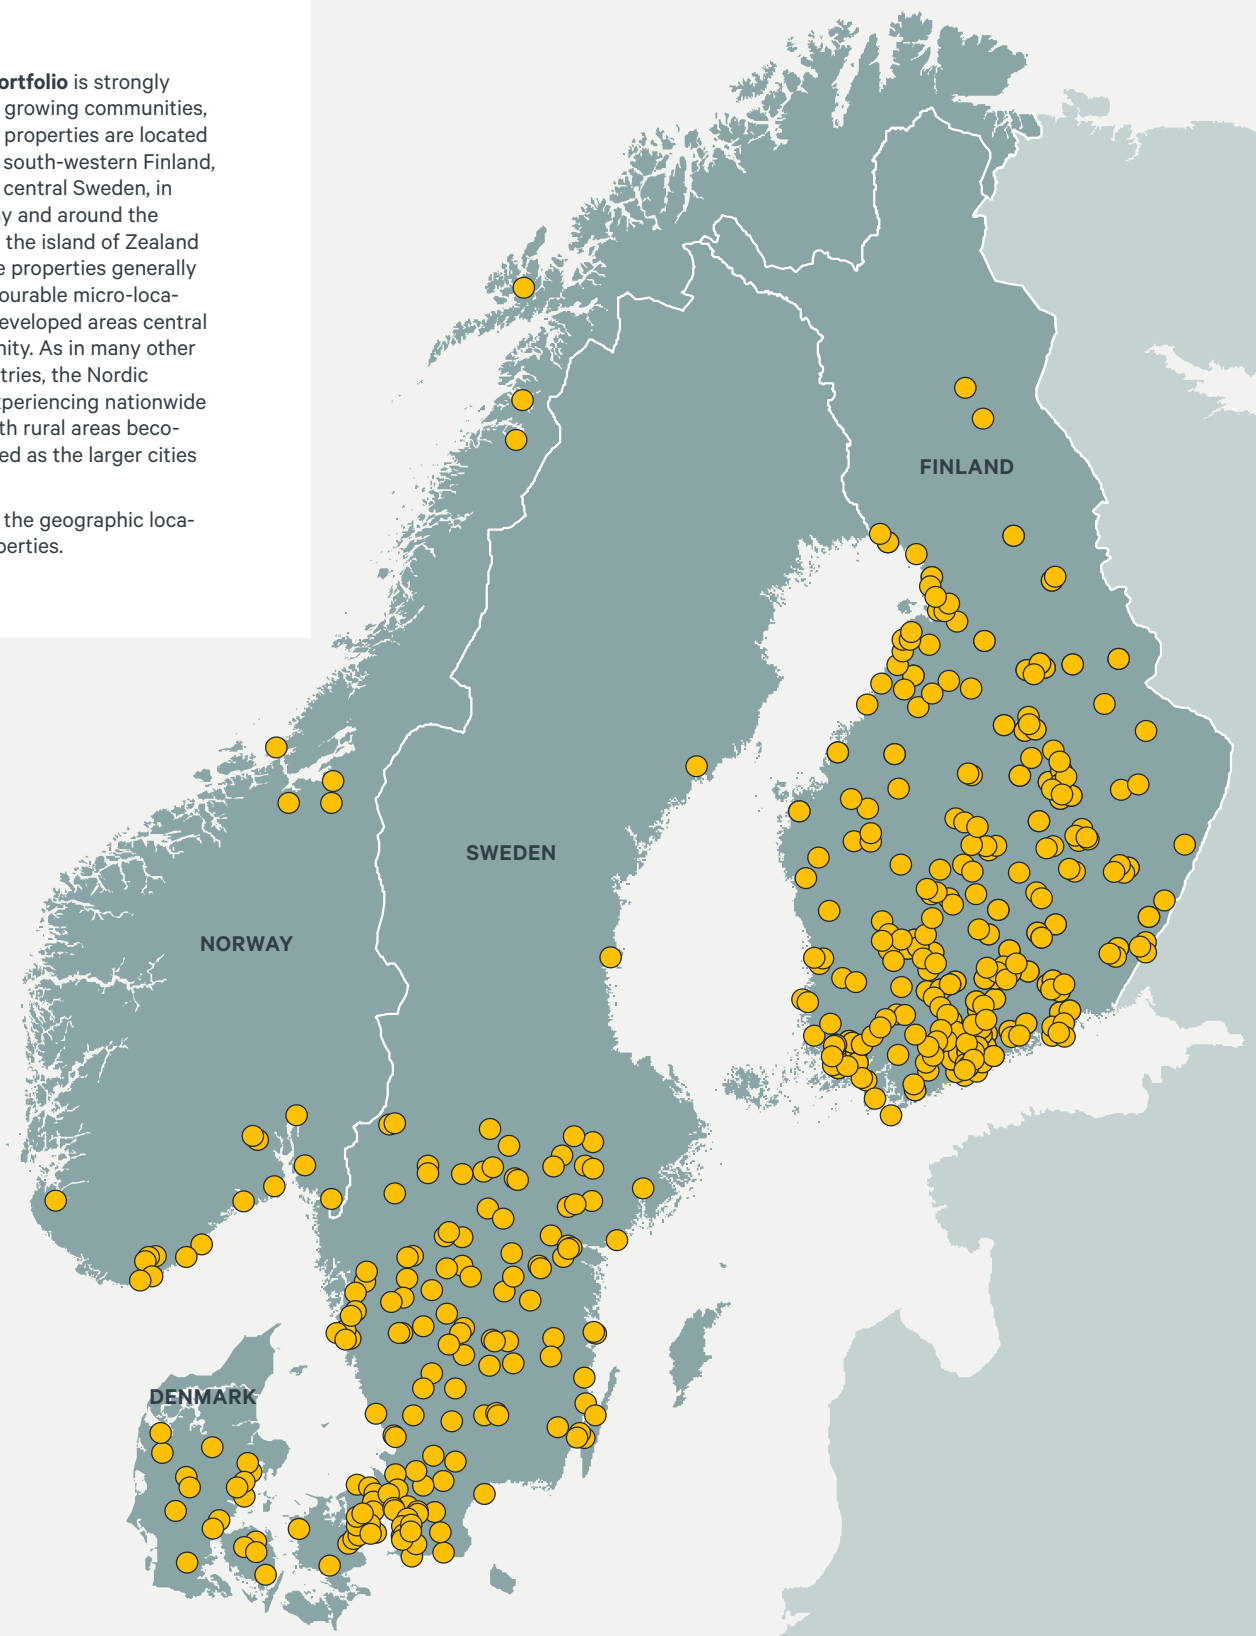 ortfolio is strongly
growing communities,
properties are located
south-western Finland,
central Sweden, in
y and around the
the island of Zealand
e properties generally
ourable micro-loca-
eveloped areas central
nity. As in many other
tries, the Nordic
xperiencing nationwide
th rural areas beco-
ed as the larger cities
the geographic loca-
perties.
FINLAND
SWEDEN
NORWAY
DENMARK